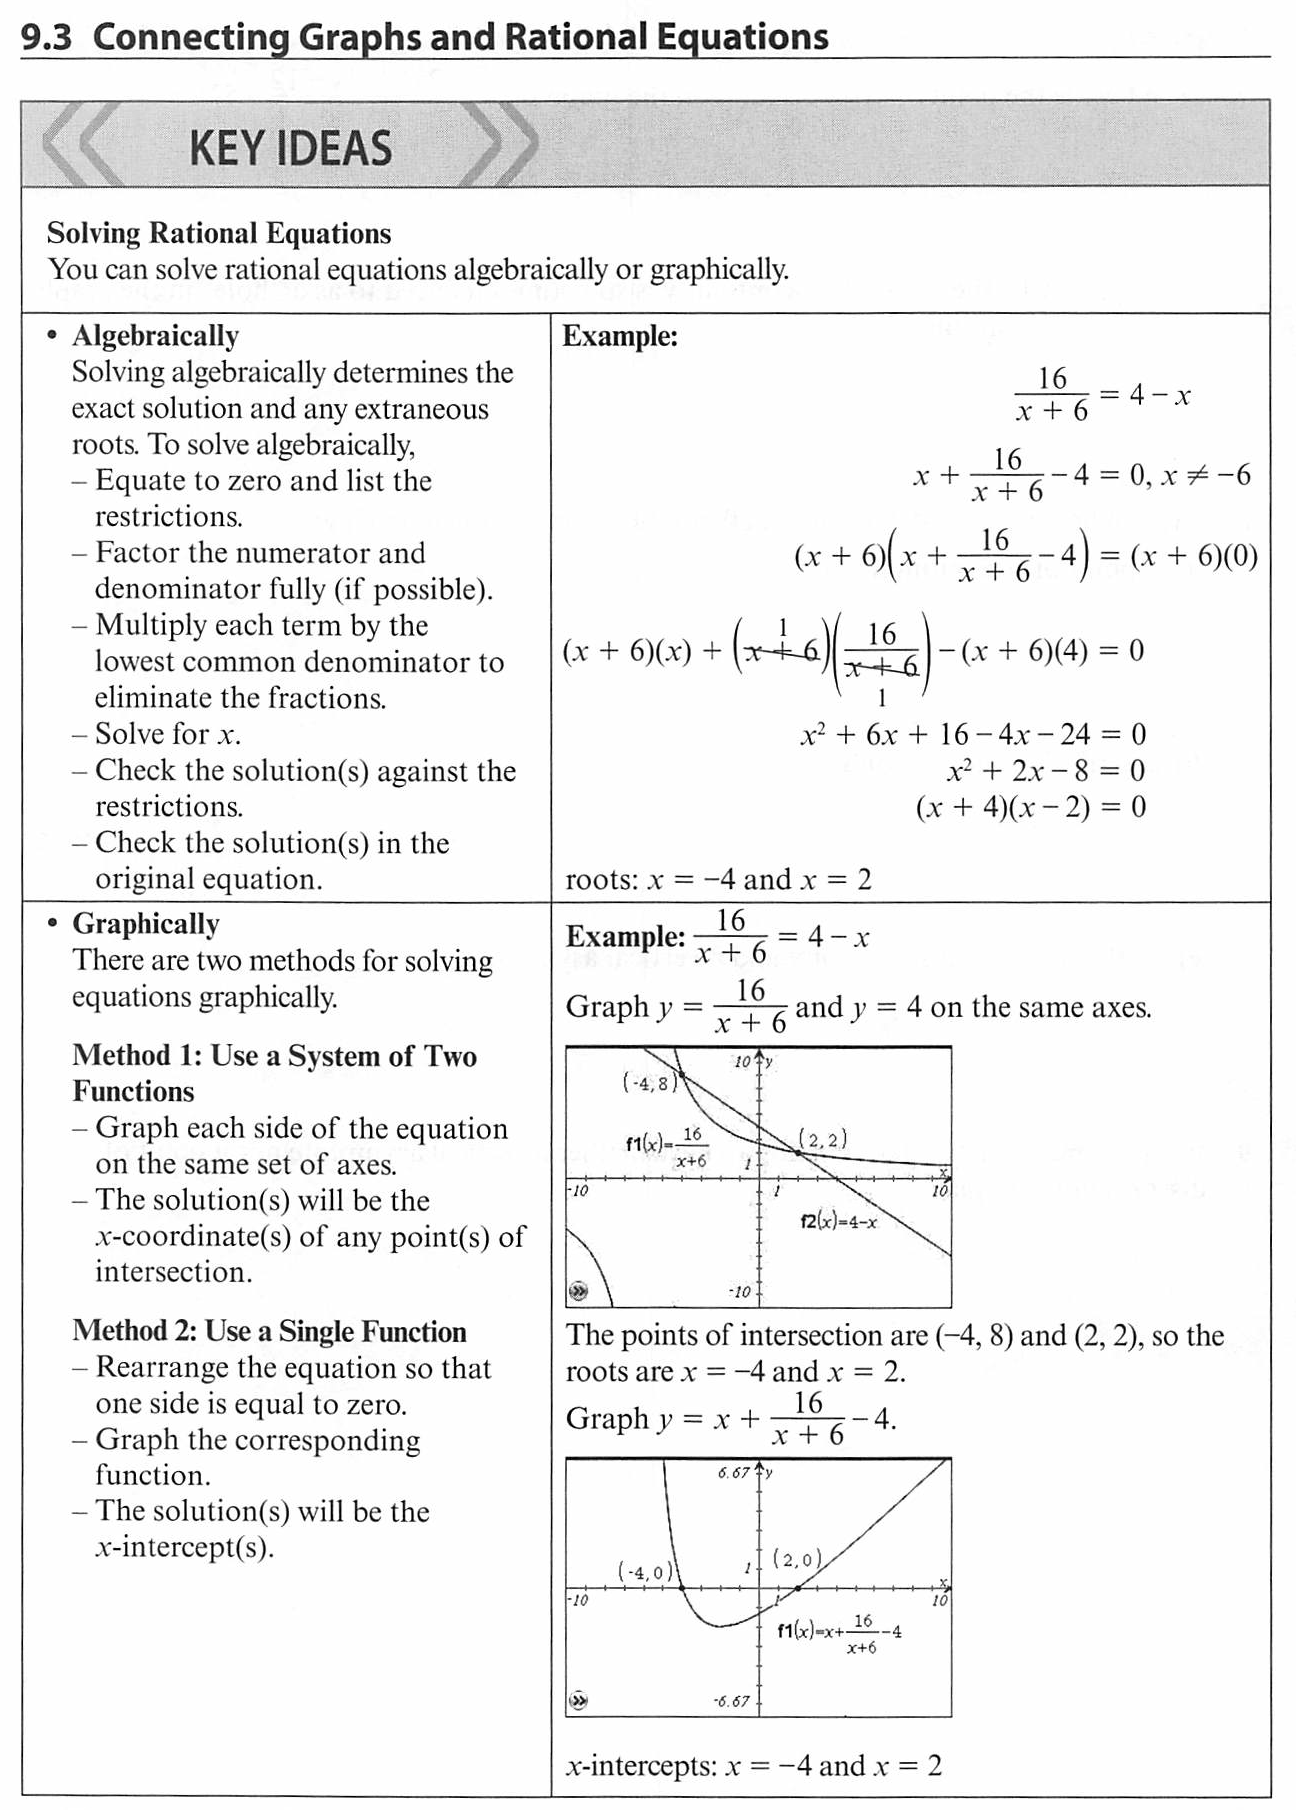 9.3 Connecting Graphs and Rational Equations
KEY IDEAS
Solving Rational Equations
You can solve rational equations algebraically or graphically.
• Algebraically
Solving algebraically determines the
exact solution and any extraneous
roots. To solve algebraically,
– Equate to zero and list the
restrictions.
– Factor the numerator and
denominator fully (if possible).
– Multiply each term by the
lowest common denominator to
eliminate the fractions.
– Solve for x.
– Check the solution(s) against the
restrictions.
– Check the solution(s) in the
original equation.
Example:
16/(x + 6) = 4 – x
x + 16/(x + 6) – 4 = 0, x ≠ –6
(x + 6)(x + 16/(x + 6) – 4) = (x + 6)(0)
1
(x + 6)(x) + (x + 6)(16/(x + 6)) – (x + 6)(4) = 0
1
x² + 6x + 16 – 4x – 24 = 0
x² + 2x – 8 = 0
(x + 4)(x – 2) = 0
roots: x = –4 and x = 2
• Graphically
There are two methods for solving
equations graphically.
Method 1: Use a System of Two
Functions
– Graph each side of the equation
on the same set of axes.
– The solution(s) will be the
x-coordinate(s) of any point(s) of
intersection.
Method 2: Use a Single Function
– Rearrange the equation so that
one side is equal to zero.
– Graph the corresponding
function.
– The solution(s) will be the
x-intercept(s).
Example: 16/(x + 6) = 4 – x
Graph y = 16/(x + 6) and y = 4 on the same axes.
10 y
(-4,8)
f1(x)=16/(x+6)
(2,2)
1
x
-10
1
10
f2(x)=4-x
-10
The points of intersection are (–4, 8) and (2, 2), so the
roots are x = –4 and x = 2.
Graph y = x + 16/(x + 6) – 4.
6.67 y
(-4,0)
1
(2,0)
x
-10
1
10
f1(x)=x+16/(x+6)-4
-6.67
x-intercepts: x = –4 and x = 2